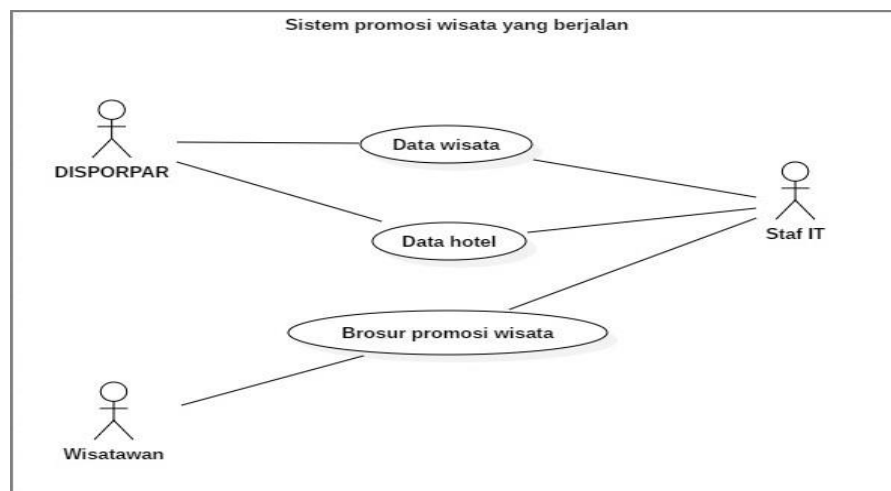 Sistem promosi wisata yang berjalan
Data wisata
DISPORPAR
Data hotel
Staf IT
Brosur promosi wisata
Wisatawan